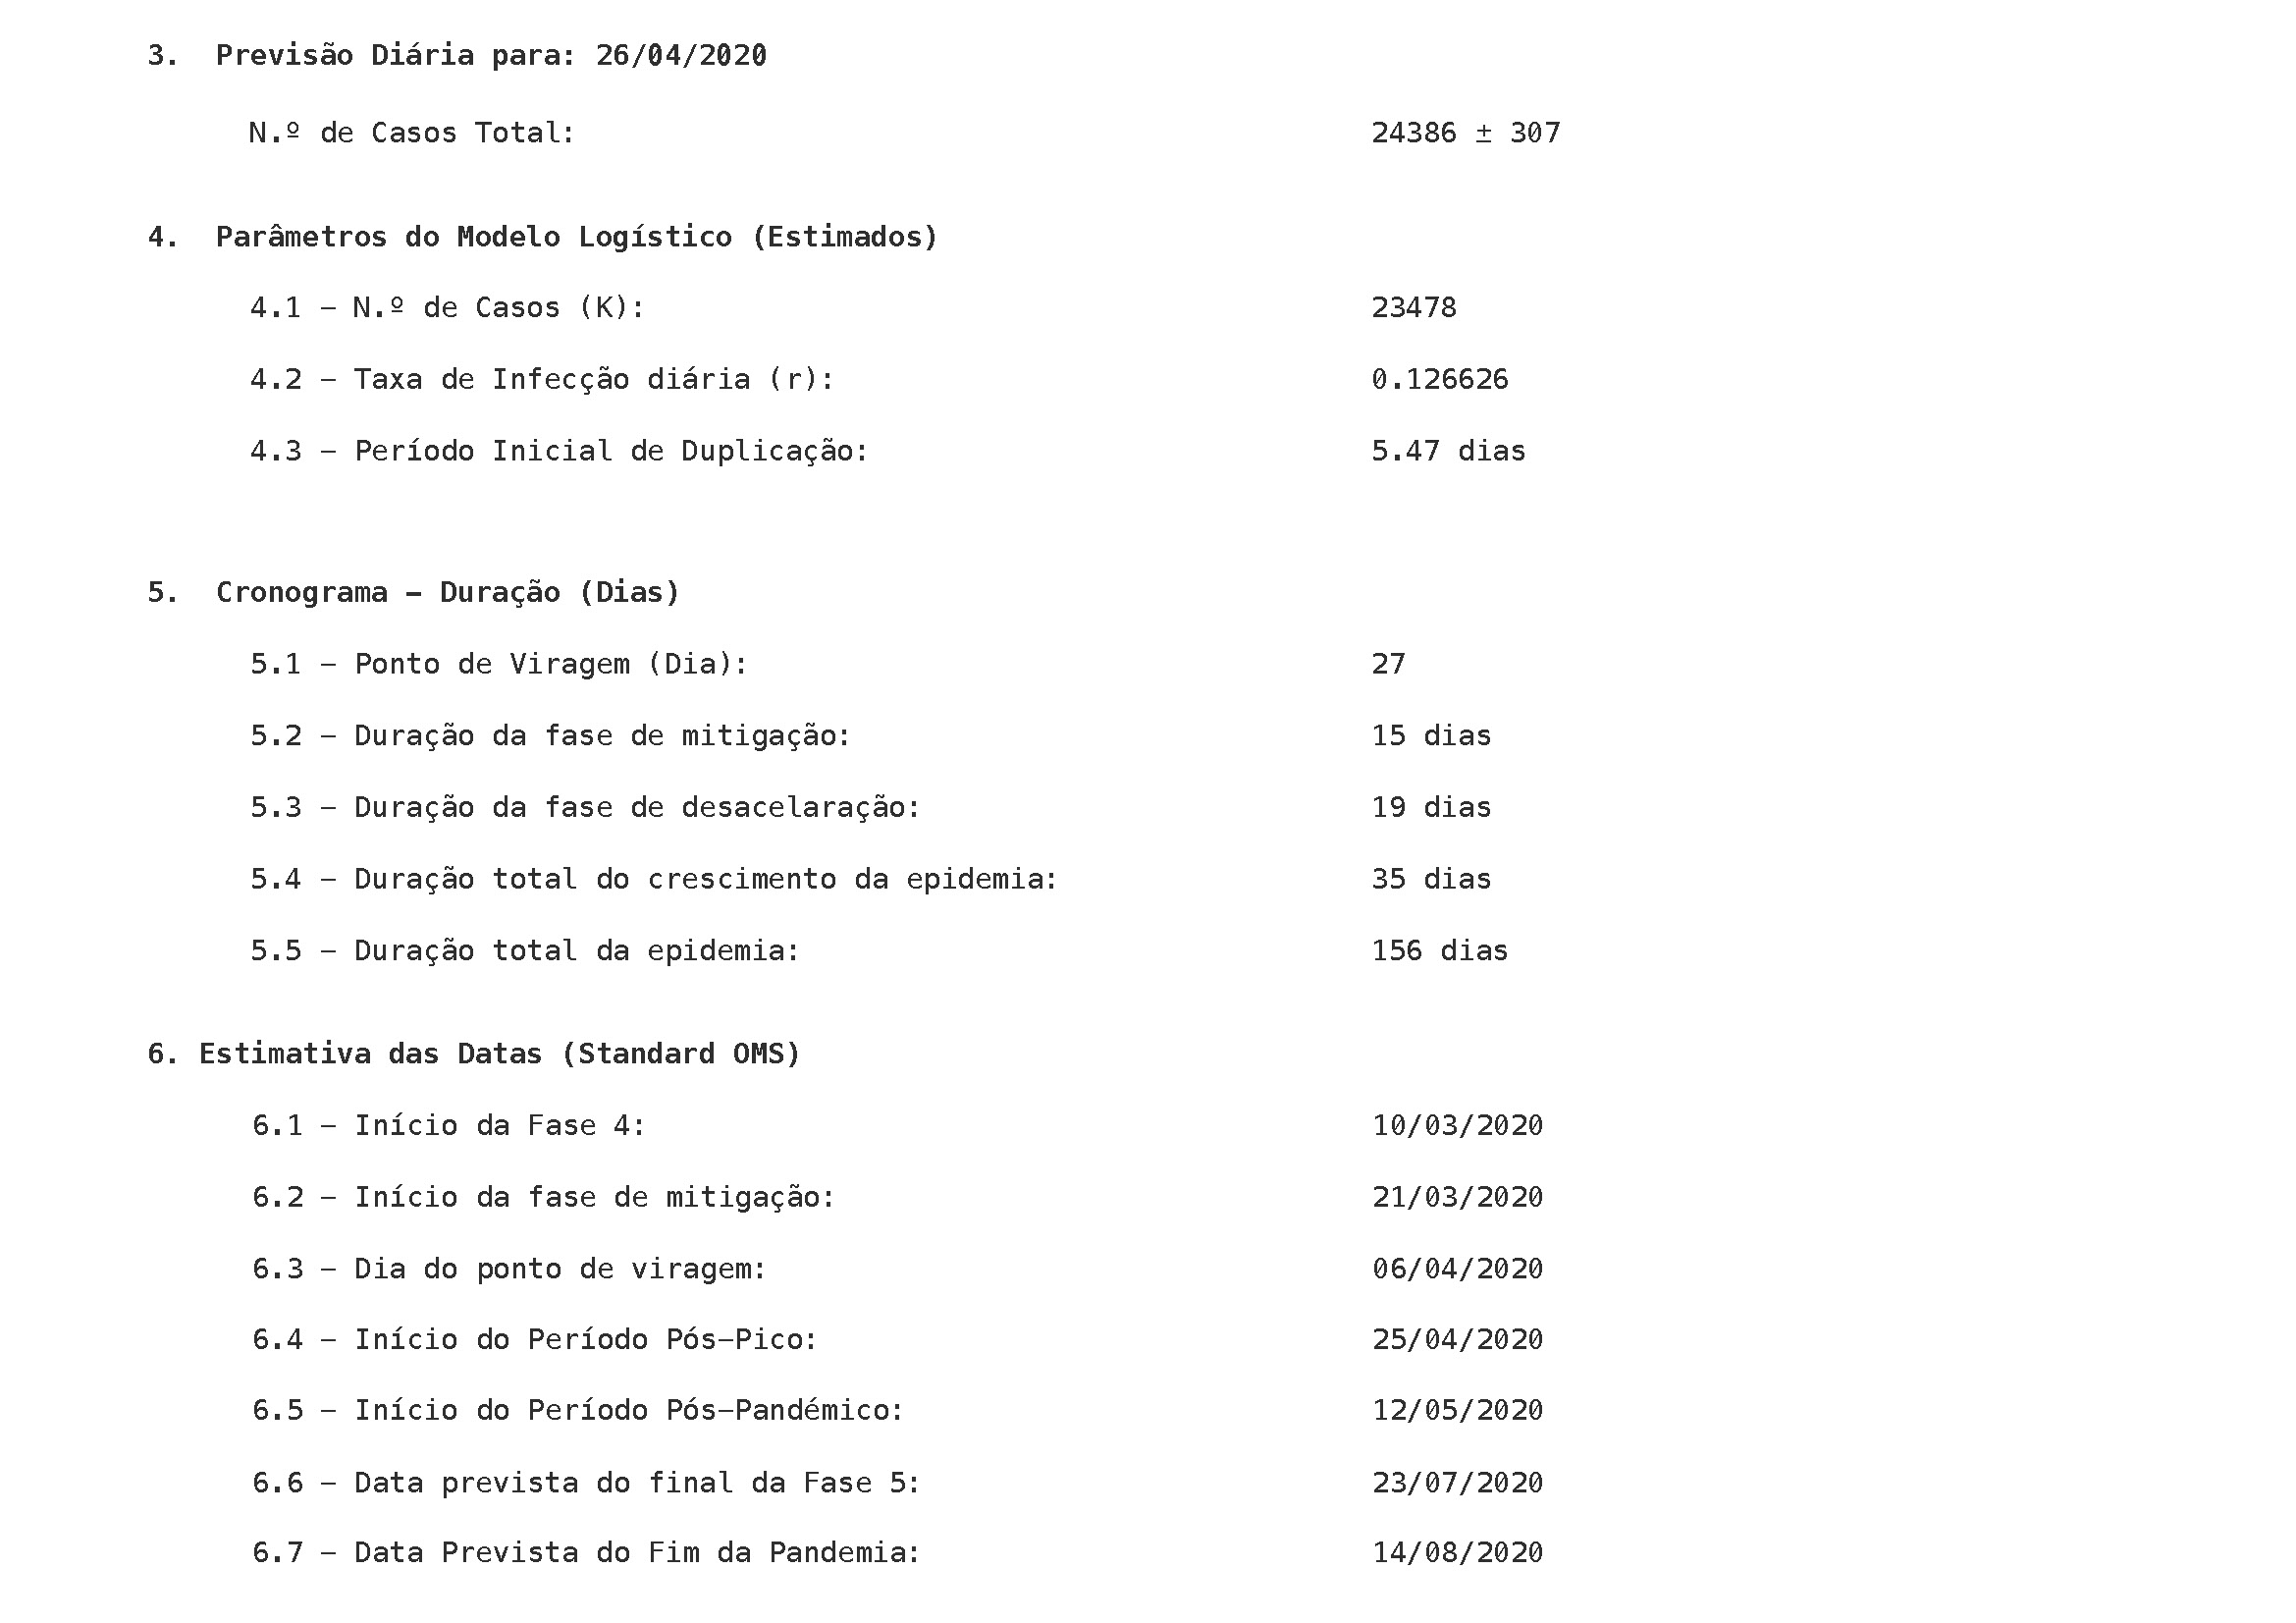 3. Previsão Diária para: 26/04/2020
N.º de Casos Total: 24386 ± 307
4. Parâmetros do Modelo Logístico (Estimados)
4.1 – N.º de Casos (K): 23478
4.2 – Taxa de Infecção diária (r): 0.126626
4.3 – Período Inicial de Duplicação: 5.47 dias
5. Cronograma – Duração (Dias)
5.1 – Ponto de Viragem (Dia): 27
5.2 – Duração da fase de mitigação: 15 dias
5.3 – Duração da fase de desacelaração: 19 dias
5.4 – Duração total do crescimento da epidemia: 35 dias
5.5 – Duração total da epidemia: 156 dias
6. Estimativa das Datas (Standard OMS)
6.1 – Início da Fase 4: 10/03/2020
6.2 – Início da fase de mitigação: 21/03/2020
6.3 – Dia do ponto de viragem: 06/04/2020
6.4 – Início do Período Pós–Pico: 25/04/2020
6.5 – Início do Período Pós–Pandémico: 12/05/2020
6.6 – Data prevista do final da Fase 5: 23/07/2020
6.7 – Data Prevista do Fim da Pandemia: 14/08/2020